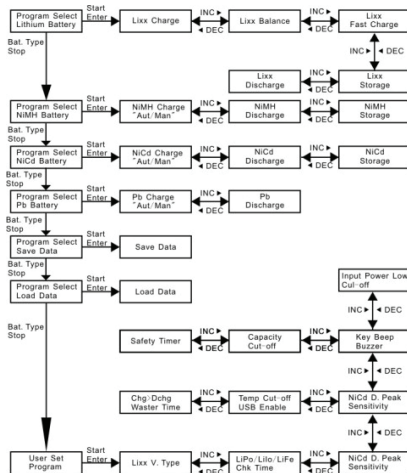 Program Select
Lithium Battery
Start
Enter
Lixx Charge
INC ►
◄ DEC
Lixx Balance
INC ►
◄ DEC
Lixx
Fast Charge
Bat. Type
Stop
INC ►
◄ DEC
Lixx
Discharge
INC ►
◄ DEC
Lixx
Storage
Program Select
NiMH Battery
Start
Enter
NiMH Charge
"Aut/Man"
INC ►
◄ DEC
NiMH
Discharge
INC ►
◄ DEC
NiMH
Storage
Bat. Type
Stop
Program Select
NiCd Battery
Start
Enter
NiCd Charge
"Aut/Man"
INC ►
◄ DEC
NiCd
Discharge
INC ►
◄ DEC
NiCd
Storage
Bat. Type
Stop
Program Select
Pb Battery
Start
Enter
Pb Charge
"Aut/Man"
INC ►
◄ DEC
Pb
Discharge
Bat. Type
Stop
Program Select
Save Data
Start
Enter
Save Data
Bat. Type
Stop
Program Select
Load Data
Start
Enter
Load Data
Input Power Low
Cul-off
Bat. Type
Stop
INC ►
◄ DEC
Safety Timer
INC ►
◄ DEC
Capacity
Cut-off
INC ►
◄ DEC
Key Beep
Buzzer
INC ►
◄ DEC
Chg>Dchg
Waster Time
INC ►
◄ DEC
Temp Cut-off
USB Enable
INC ►
◄ DEC
NiCd D. Peak
Sensitivity
INC ►
◄ DEC
User Set
Program
Start
Enter
Lixx V. Type
INC ►
◄ DEC
LiPo/LiIo/LiFe
Chk Time
INC ►
◄ DEC
NiCd D. Peak
Sensitivity